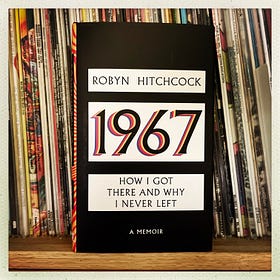 ROBYN HITCHCOCK
1967
HOW I GOT
THERE AND WHY
I NEVER LEFT
A MEMOIR